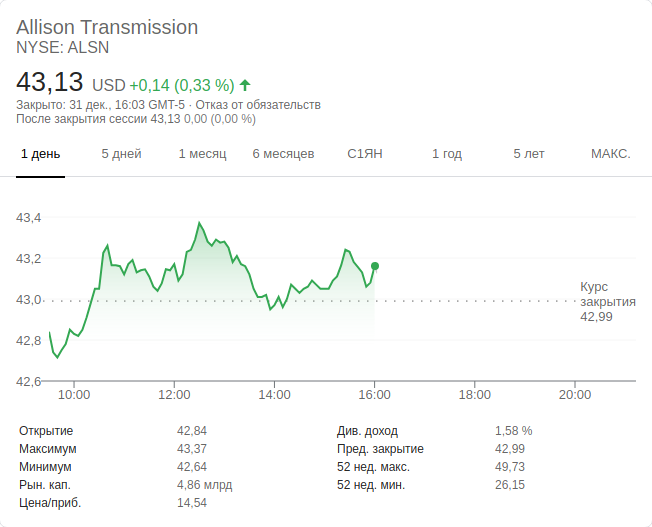 Allison Transmission
NYSE: ALSN
43,13 USD +0,14 (0,33 %)
Закрыто: 31 дек., 16:03 GMT-5 · Отказ от обязательств
После закрытия сессии 43,13 0,00 (0,00 %)
1 день 5 дней 1 месяц 6 месяцев С1ЯН 1 год 5 лет МАКС.
43,4
43,2
43,0
42,8
42,6
Курс
закрытия
42,99
10:00 12:00 14:00 16:00 18:00 20:00
Открытие 42,84 Див. доход 1,58 %
Максимум 43,37 Пред. закрытие 42,99
Минимум 42,64 52 нед. макс. 49,73
Рын. кап. 4,86 млрд 52 нед. мин. 26,15
Цена/приб. 14,54